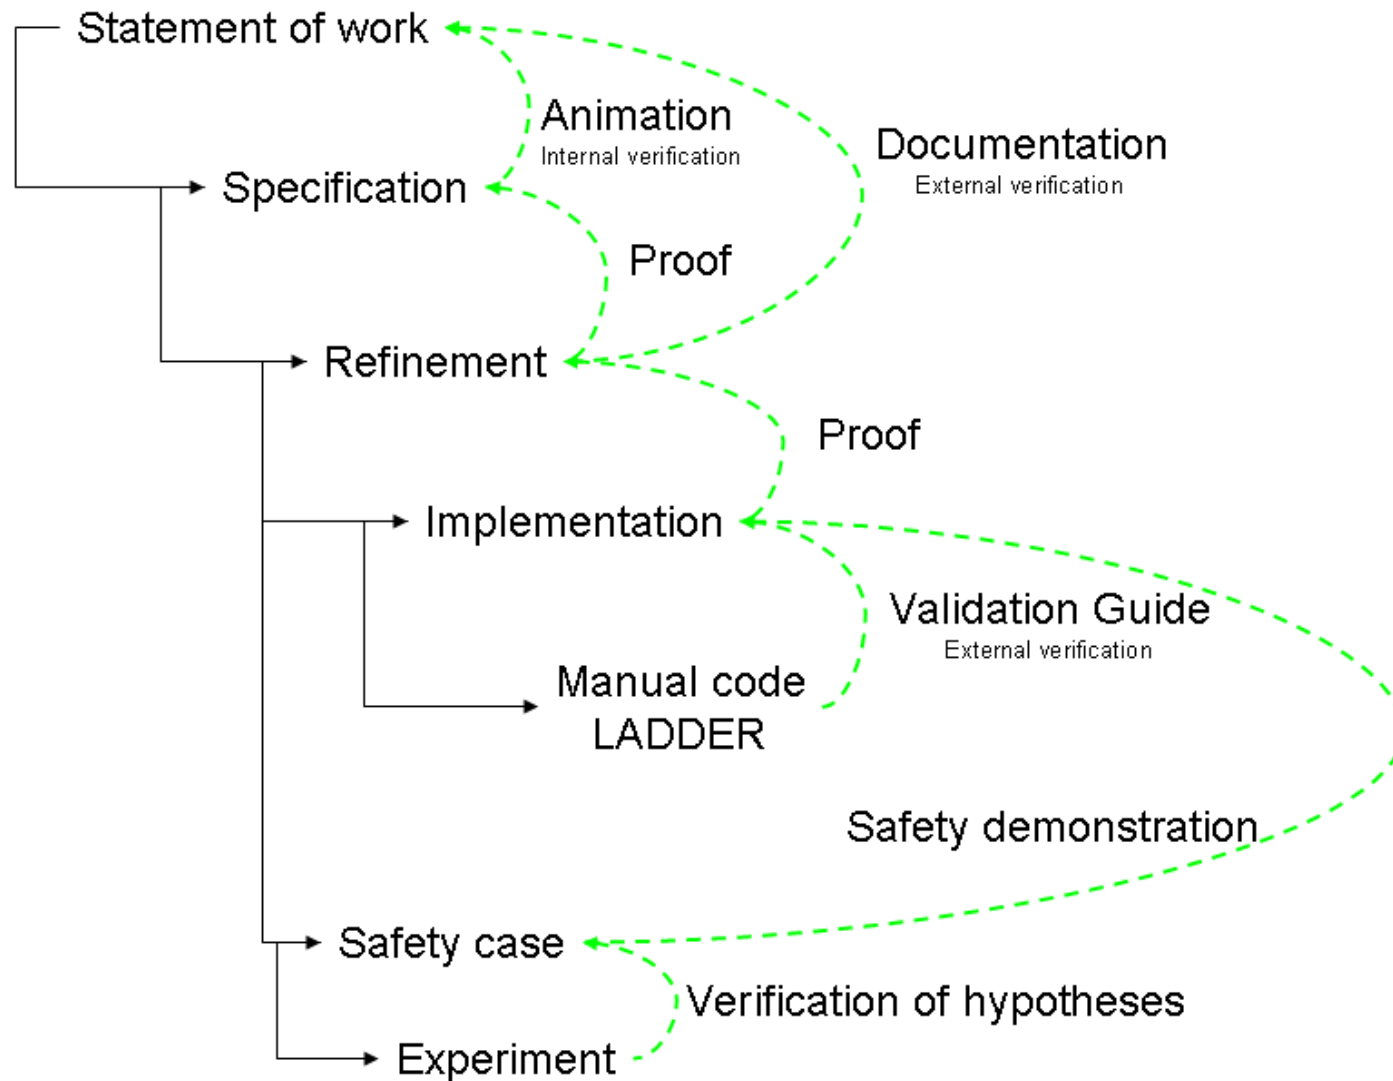 Statement of work
Animation
Internal verification
Documentation
External verification
Specification
Proof
Refinement
Proof
Implementation
Validation Guide
External verification
Manual code
LADDER
Safety demonstration
Safety case
Verification of hypotheses
Experiment